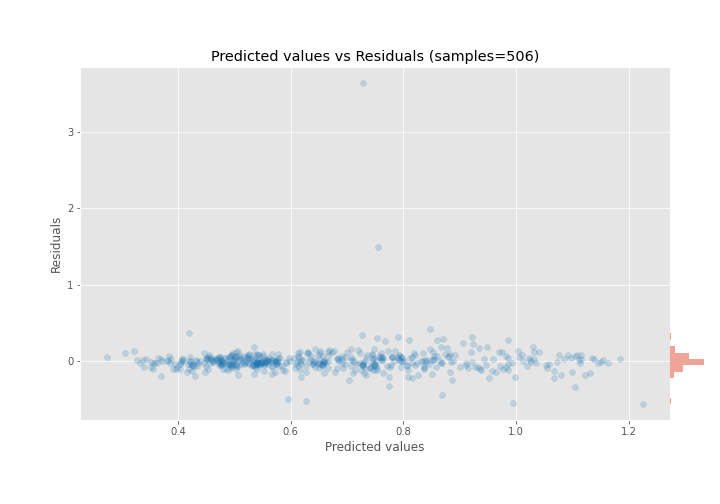 Predicted values vs Residuals (samples=506)
3
2
1
0
Residuals
0.4 0.6 0.8 1.0 1.2
Predicted values